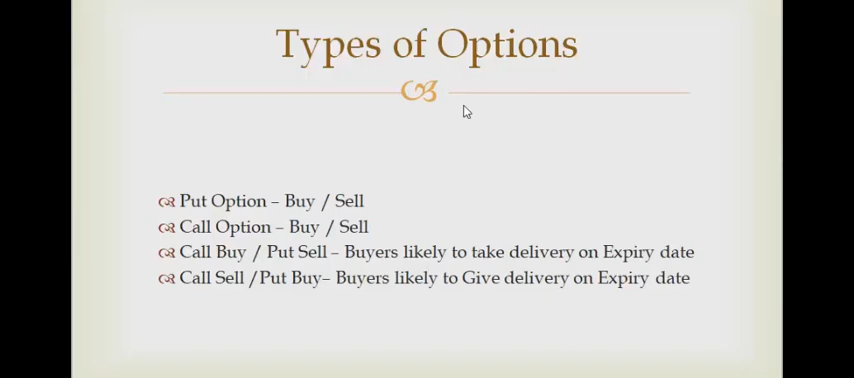 Types of Options
Put Option – Buy / Sell
Call Option – Buy / Sell
Call Buy / Put Sell – Buyers likely to take delivery on Expiry date
Call Sell /Put Buy– Buyers likely to Give delivery on Expiry date